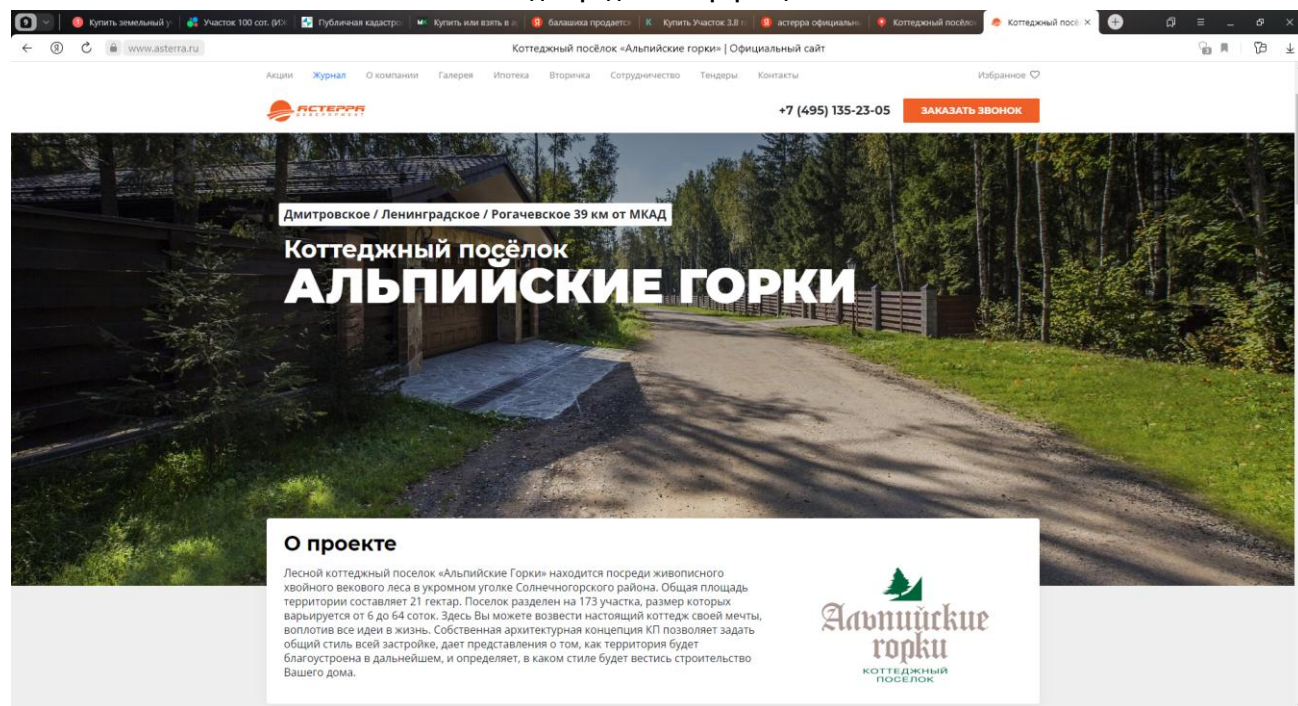 Купить земельный у
Участок 100 сот. (ИЖ
Публичная кадастро
Купить или взять в а
балашиха продается
Купить Участок 3.8 г
астерра официальн
Коттеджный посёло
Коттеджный посё
www.asterra.ru
Коттеджный посёлок «Альпийские горки» | Официальный сайт
Акции Журнал О компании Галерея Ипотека Вторичка Сотрудничество Тендеры Контакты Избранное
АСТЕРРА
ДЕВЕЛОПМЕНТ
+7 (495) 135-23-05
ЗАКАЗАТЬ ЗВОНОК
Дмитровское / Ленинградское / Рогачевское 39 км от МКАД
Коттеджный посёлок
АЛЬПИЙСКИЕ ГОРКИ
О проекте
Лесной коттеджный поселок «Альпийские Горки» находится посреди живописного
хвойного векового леса в укромном уголке Солнечногорского района. Общая площадь
территории составляет 21 гектар. Поселок разделен на 173 участка, размер которых
варьируется от 6 до 64 соток. Здесь Вы можете возвести настоящий коттедж своей мечты,
воплотив все идеи в жизнь. Собственная архитектурная концепция КП позволяет задать
общий стиль всей застройке, дает представления о том, как территория будет
благоустроена в дальнейшем, и определяет, в каком стиле будет вестись строительство
Вашего дома.
Альпийские
горки
КОТТЕДЖНЫЙ
ПОСЕЛОК